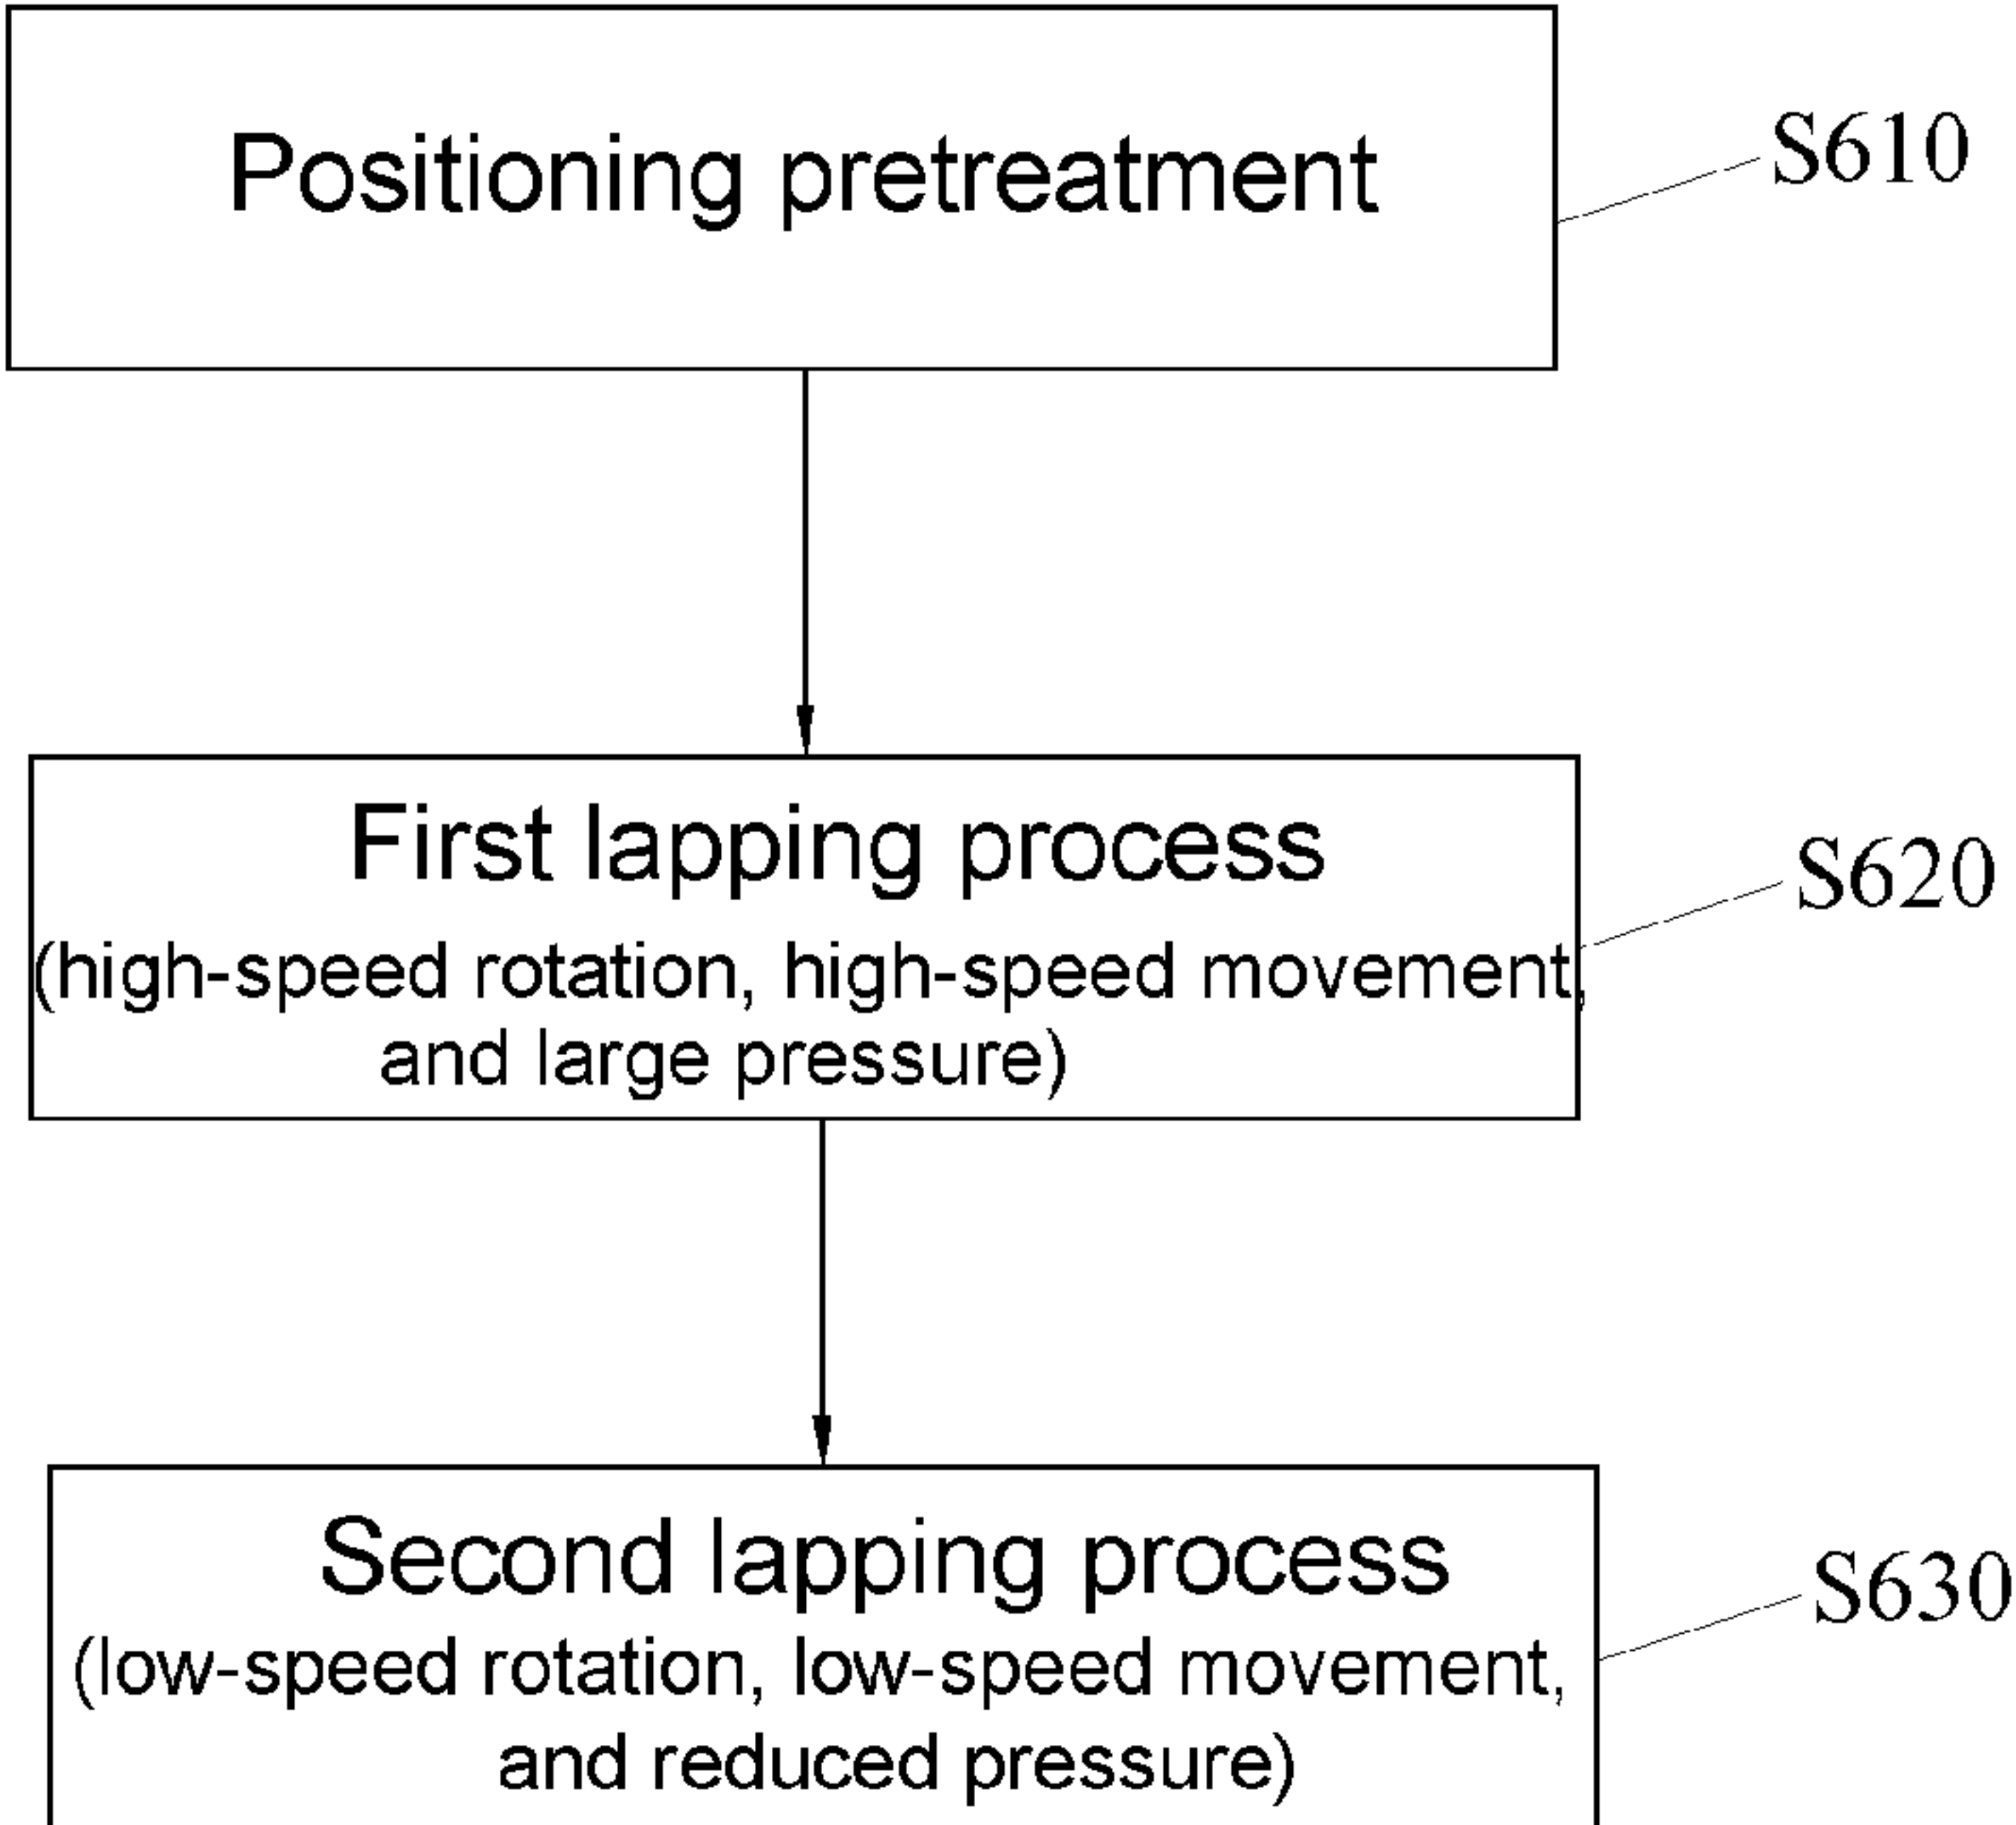 Positioning pretreatment
S610
First lapping process
(high-speed rotation, high-speed movement,
and large pressure)
S620
Second lapping process
(low-speed rotation, low-speed movement,
and reduced pressure)
S630